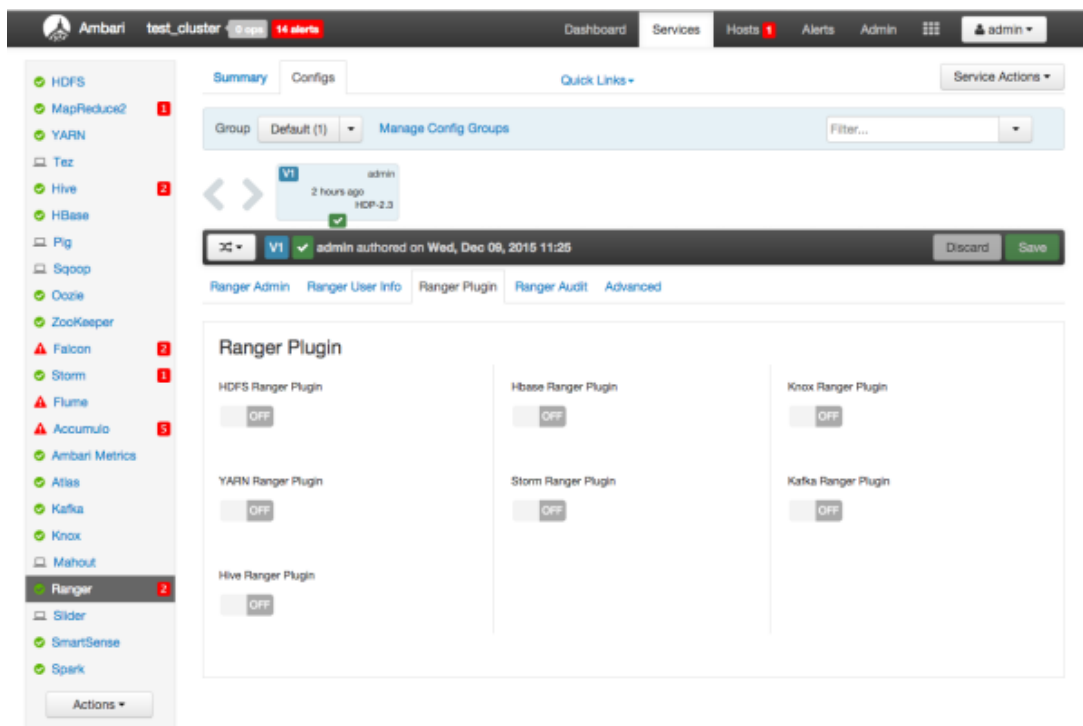 Ambari test_cluster 0 ops 14 alerts Dashboard Services Hosts 1 Alerts Admin admin
HDFS
MapReduce2 1
YARN
Tez
Hive 2
HBase
Pig
Sqoop
Oozie
ZooKeeper
Falcon 2
Storm 1
Flume
Accumulo 5
Ambari Metrics
Atlas
Kafka
Knox
Mahout
Ranger 2
Slider
SmartSense
Spark
Actions
Summary Configs Quick Links Service Actions
Group Default (1) Manage Config Groups Filter...
V1 admin
2 hours ago
HDP-2.3
V1 admin authored on Wed, Dec 09, 2015 11:25 Discard Save
Ranger Admin Ranger User Info Ranger Plugin Ranger Audit Advanced
Ranger Plugin
HDFS Ranger Plugin Hbase Ranger Plugin Knox Ranger Plugin
OFF OFF OFF
YARN Ranger Plugin Storm Ranger Plugin Kafka Ranger Plugin
OFF OFF OFF
Hive Ranger Plugin
OFF